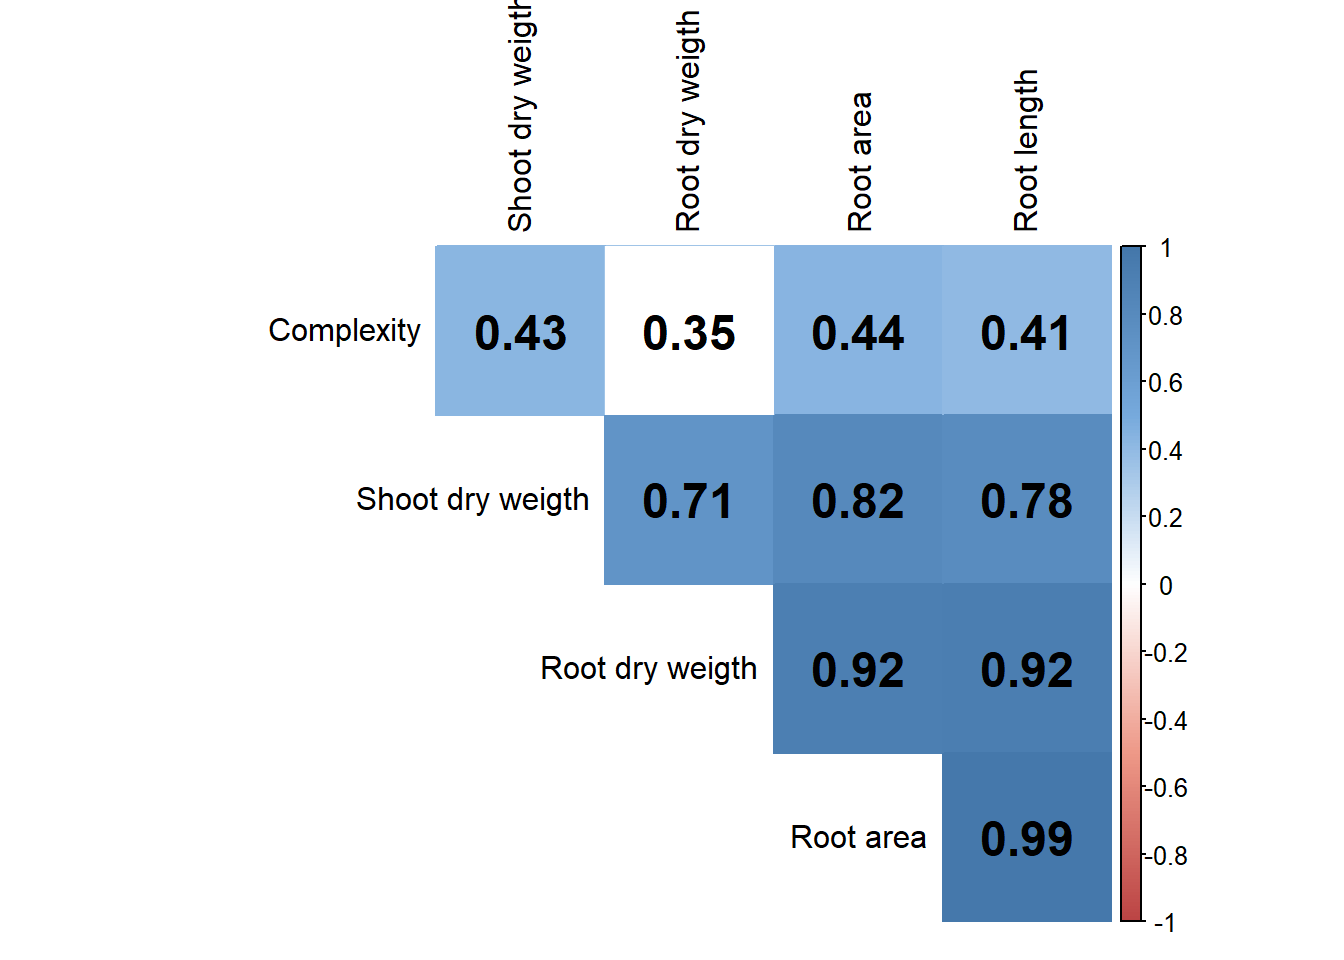 Shoot dry weigth
Root dry weigth
Root area
Root length
Complexity 0.43 0.35 0.44 0.41
Shoot dry weigth 0.71 0.82 0.78
Root dry weigth 0.92 0.92
Root area 0.99
1
0.8
0.6
0.4
0.2
0
-0.2
-0.4
-0.6
-0.8
-1